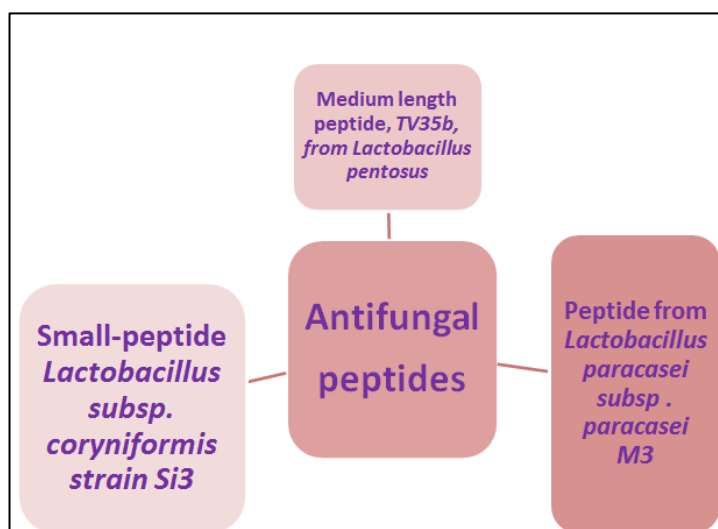 Medium length
peptide, TV35b,
from Lactobacillus
pentosus
Antifungal
peptides
Small-peptide
Lactobacillus
subsp.
coryniformis
strain Si3
Peptide from
Lactobacillus
paracasei
subsp .
paracasei
M3